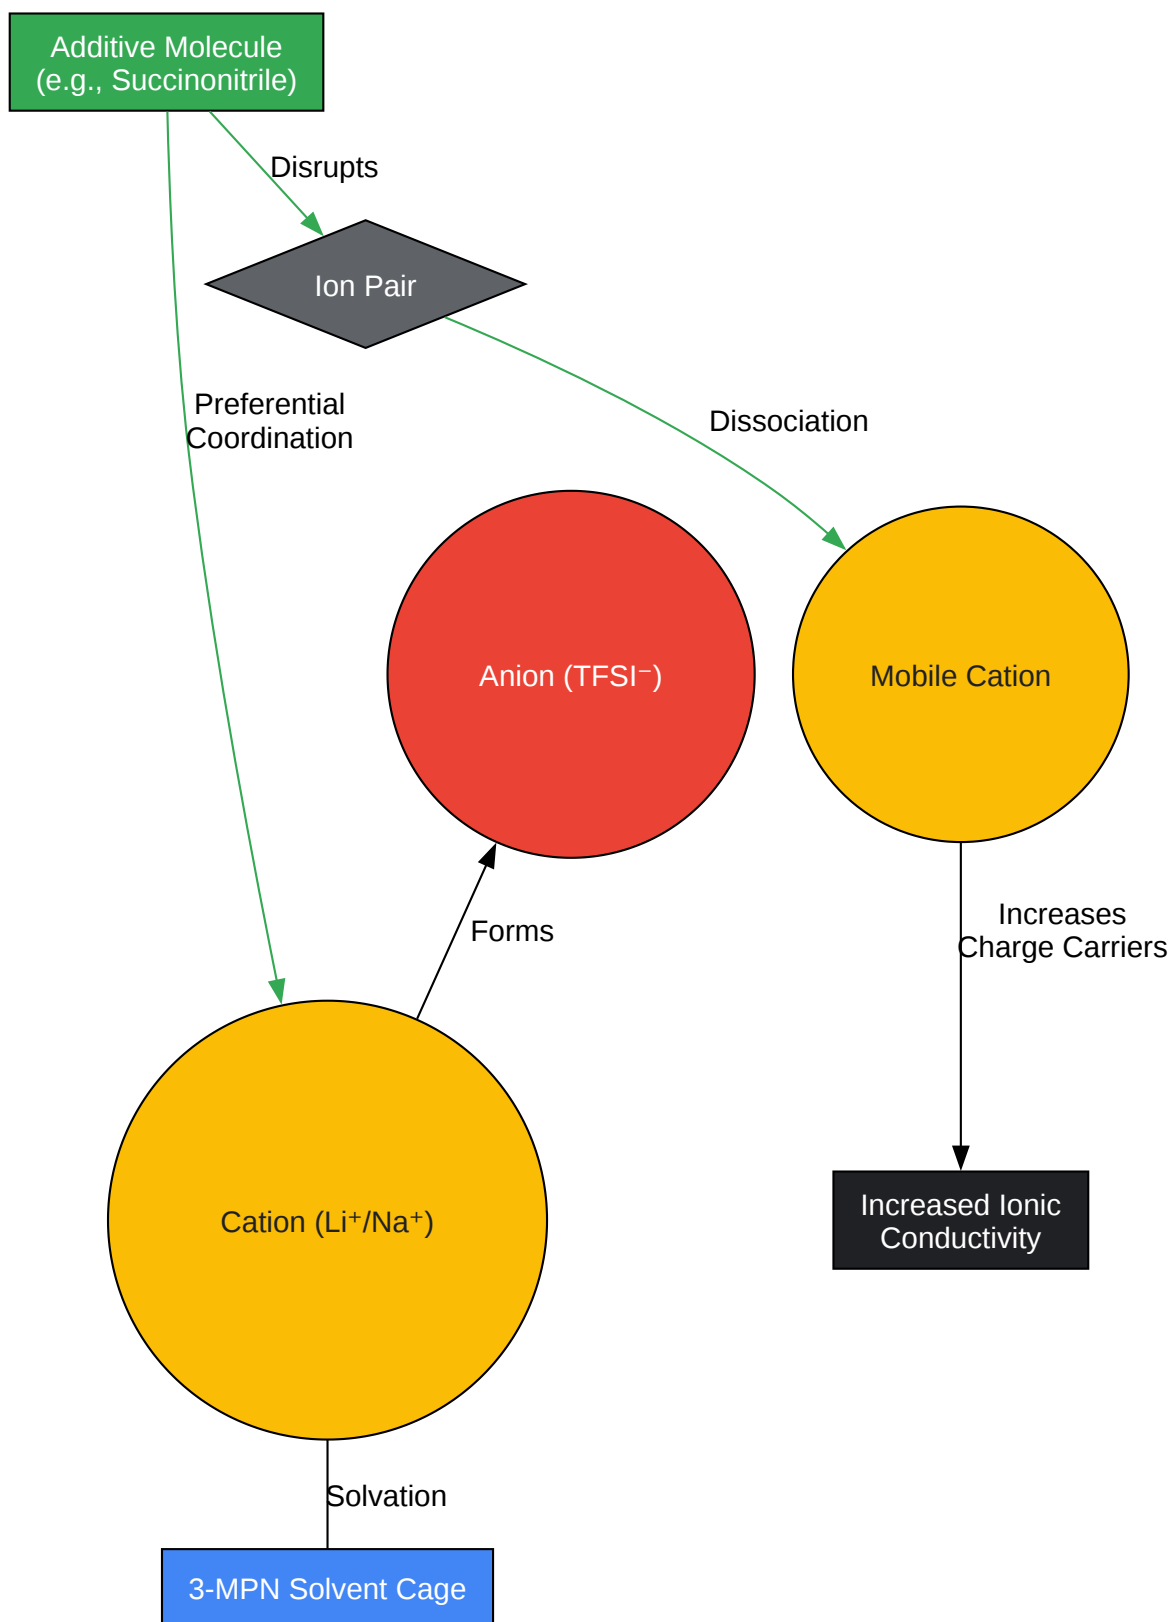 Additive Molecule
(e.g., Succinonitrile)
Disrupts
Ion Pair
Preferential
Coordination
Dissociation
Anion (TFSI⁻)
Mobile Cation
Increases
Charge Carriers
Forms
Cation (Li⁺/Na⁺)
Increased Ionic
Conductivity
Solvation
3-MPN Solvent Cage